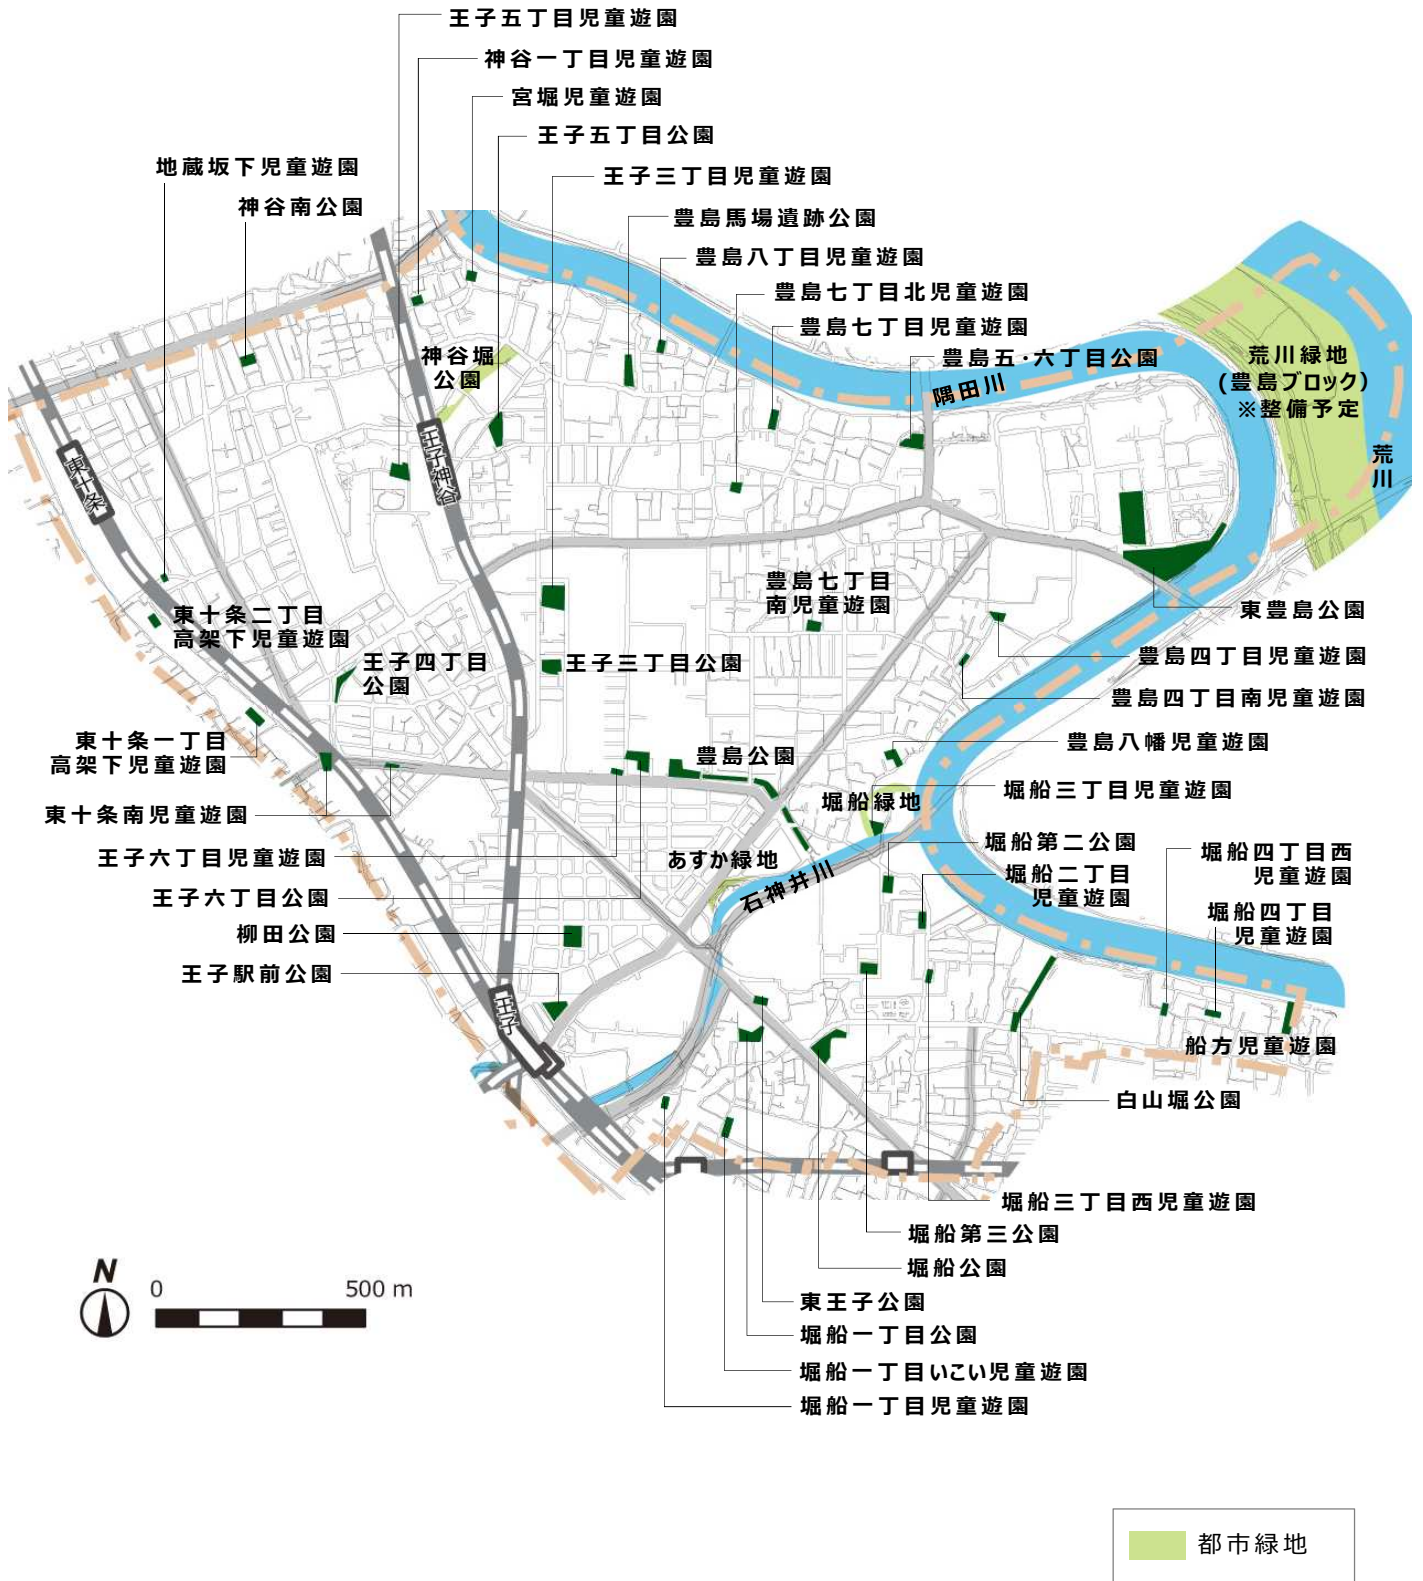 王子五丁目児童遊園
神谷一丁目児童遊園
宮堀児童遊園
王子五丁目公園
地蔵坂下児童遊園
王子三丁目児童遊園
神谷南公園
豊島馬場遺跡公園
豊島八丁目児童遊園
豊島七丁目北児童遊園
豊島七丁目児童遊園
豊島五・六丁目公園
神谷堀
公園
荒川緑地
(豊島ブロック)
※整備予定
隅田川
荒川
王子神谷
東十条
豊島七丁目
南児童遊園
東十条二丁目
高架下児童遊園
東豊島公園
王子四丁目
公園
王子三丁目公園
豊島四丁目児童遊園
豊島四丁目南児童遊園
東十条一丁目
高架下児童遊園
豊島公園
豊島八幡児童遊園
堀船緑地
堀船三丁目児童遊園
東十条南児童遊園
王子六丁目児童遊園
あすか緑地
石神井川
堀船第二公園
堀船二丁目
児童遊園
堀船四丁目西
児童遊園
王子六丁目公園
堀船四丁目
児童遊園
柳田公園
王子駅前公園
王子
船方児童遊園
白山堀公園
堀船三丁目西児童遊園
堀船第三公園
堀船公園
東王子公園
堀船一丁目公園
堀船一丁目いこい児童遊園
堀船一丁目児童遊園
N
0 500 m
都市緑地